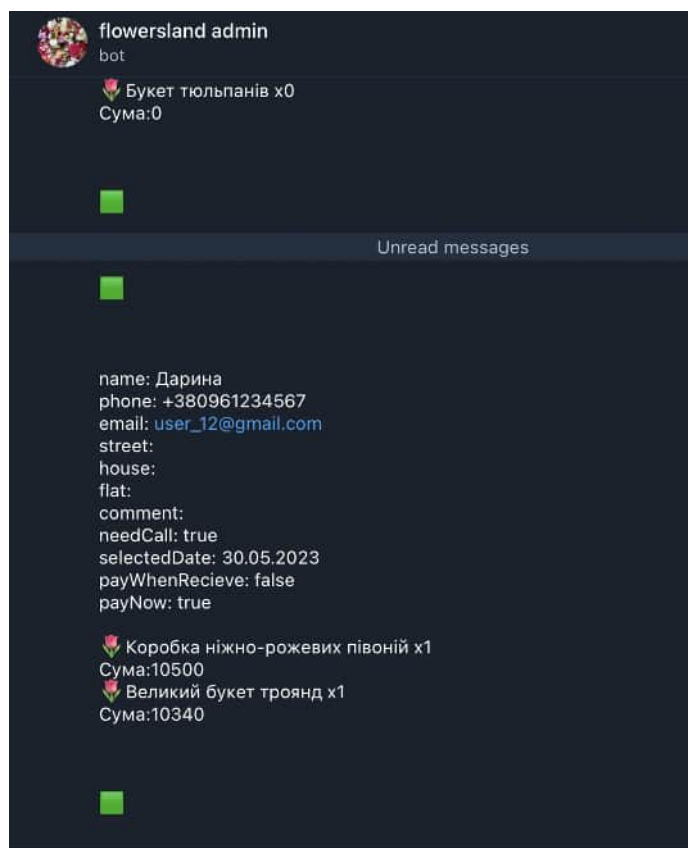 flowersland admin
bot
Букет тюльпанів x0
Сума:0
Unread messages
name: Дарина
phone: +380961234567
email: user_12@gmail.com
street:
house:
flat:
comment:
needCall: true
selectedDate: 30.05.2023
payWhenRecieve: false
payNow: true
Коробка ніжно-рожевих півоній x1
Сума:10500
Великий букет троянд x1
Сума:10340